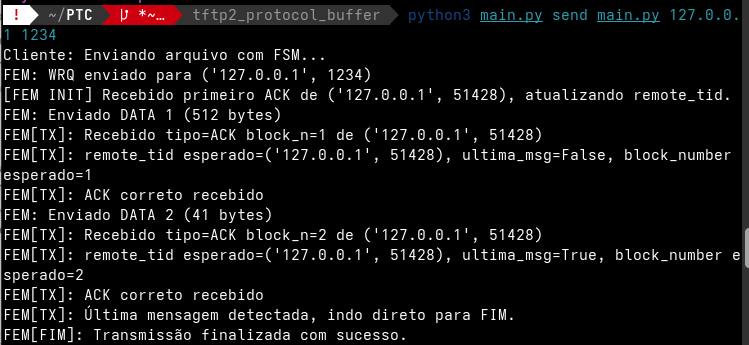 ! ~/PTC *~… tftp2_protocol_buffer python3 main.py send main.py 127.0.0.
1 1234
Cliente: Enviando arquivo com FSM...
FEM: WRQ enviado para ('127.0.0.1', 1234)
[FEM INIT] Recebido primeiro ACK de ('127.0.0.1', 51428), atualizando remote_tid.
FEM: Enviado DATA 1 (512 bytes)
FEM[TX]: Recebido tipo=ACK block_n=1 de ('127.0.0.1', 51428)
FEM[TX]: remote_tid esperado=('127.0.0.1', 51428), ultima_msg=False, block_number
esperado=1
FEM[TX]: ACK correto recebido
FEM: Enviado DATA 2 (41 bytes)
FEM[TX]: Recebido tipo=ACK block_n=2 de ('127.0.0.1', 51428)
FEM[TX]: remote_tid esperado=('127.0.0.1', 51428), ultima_msg=True, block_number e
sperado=2
FEM[TX]: ACK correto recebido
FEM[TX]: Última mensagem detectada, indo direto para FIM.
FEM[FIM]: Transmissão finalizada com sucesso.